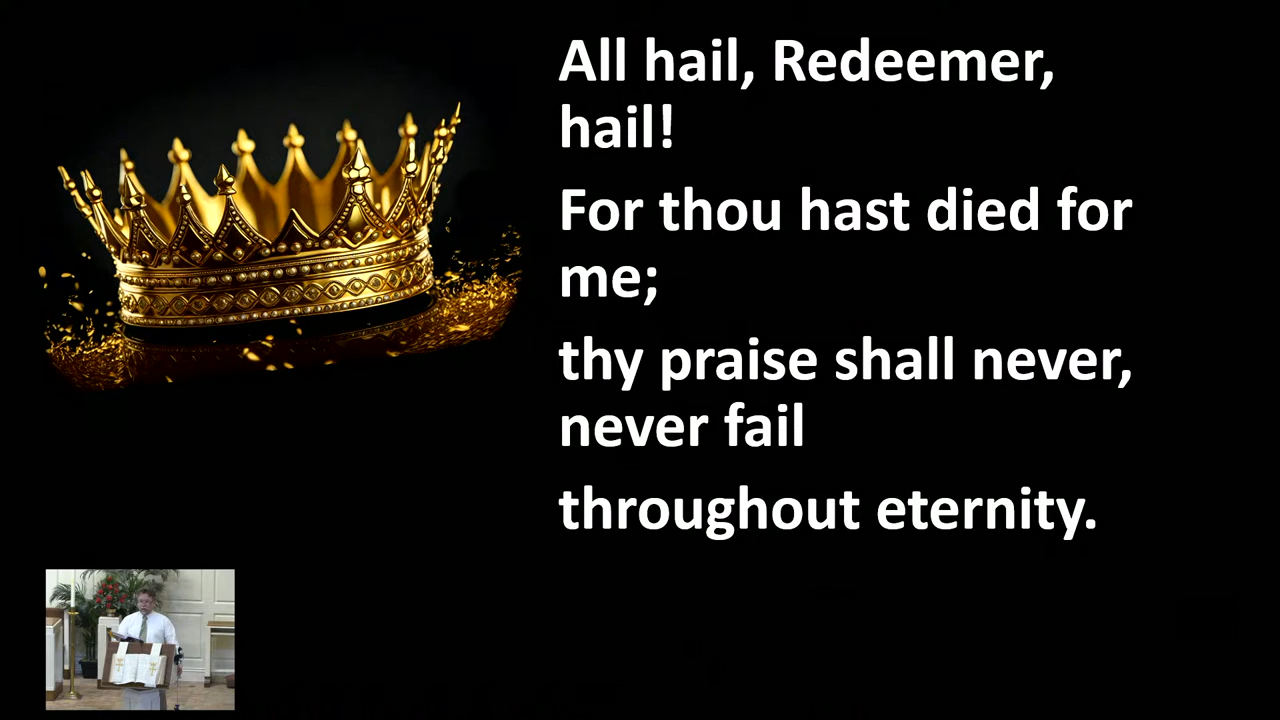 All hail, Redeemer,
hail!
For thou hast died for
me;
thy praise shall never,
never fail
throughout eternity.